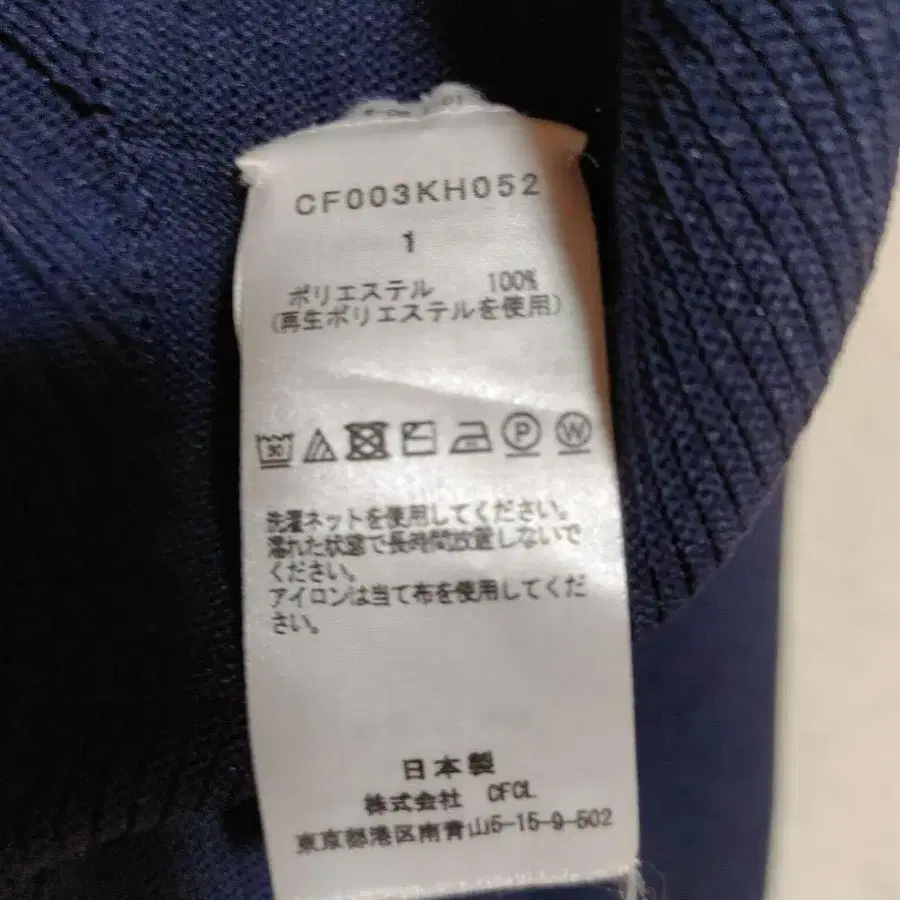 CF003KH052
1
ポリエステル 100%
(再生ポリエステルを使用)
30
P W
洗濯ネットを使用してください。
濡れた状態で長時間放置しないで
ください。
アイロンは当て布を使用してくだ
さい。
日本製
株式会社 CFCL
東京都港区南青山5-15-9-502